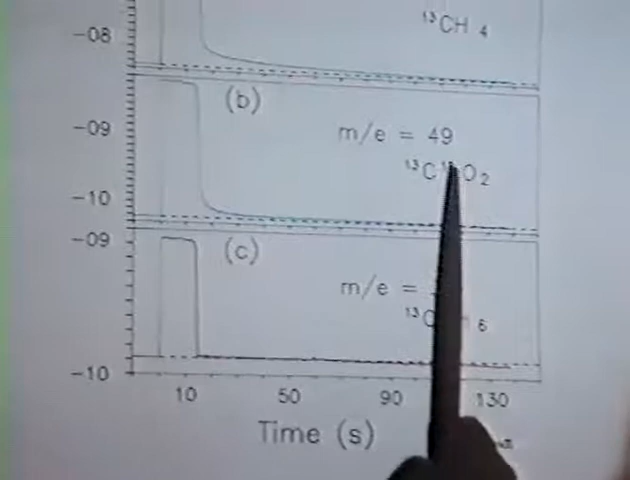 ¹³CH 4
-08
(b)
-09
m/e = 49
-10
-09
(c)
m/e =
-10
10 50 90 130
Time (s)